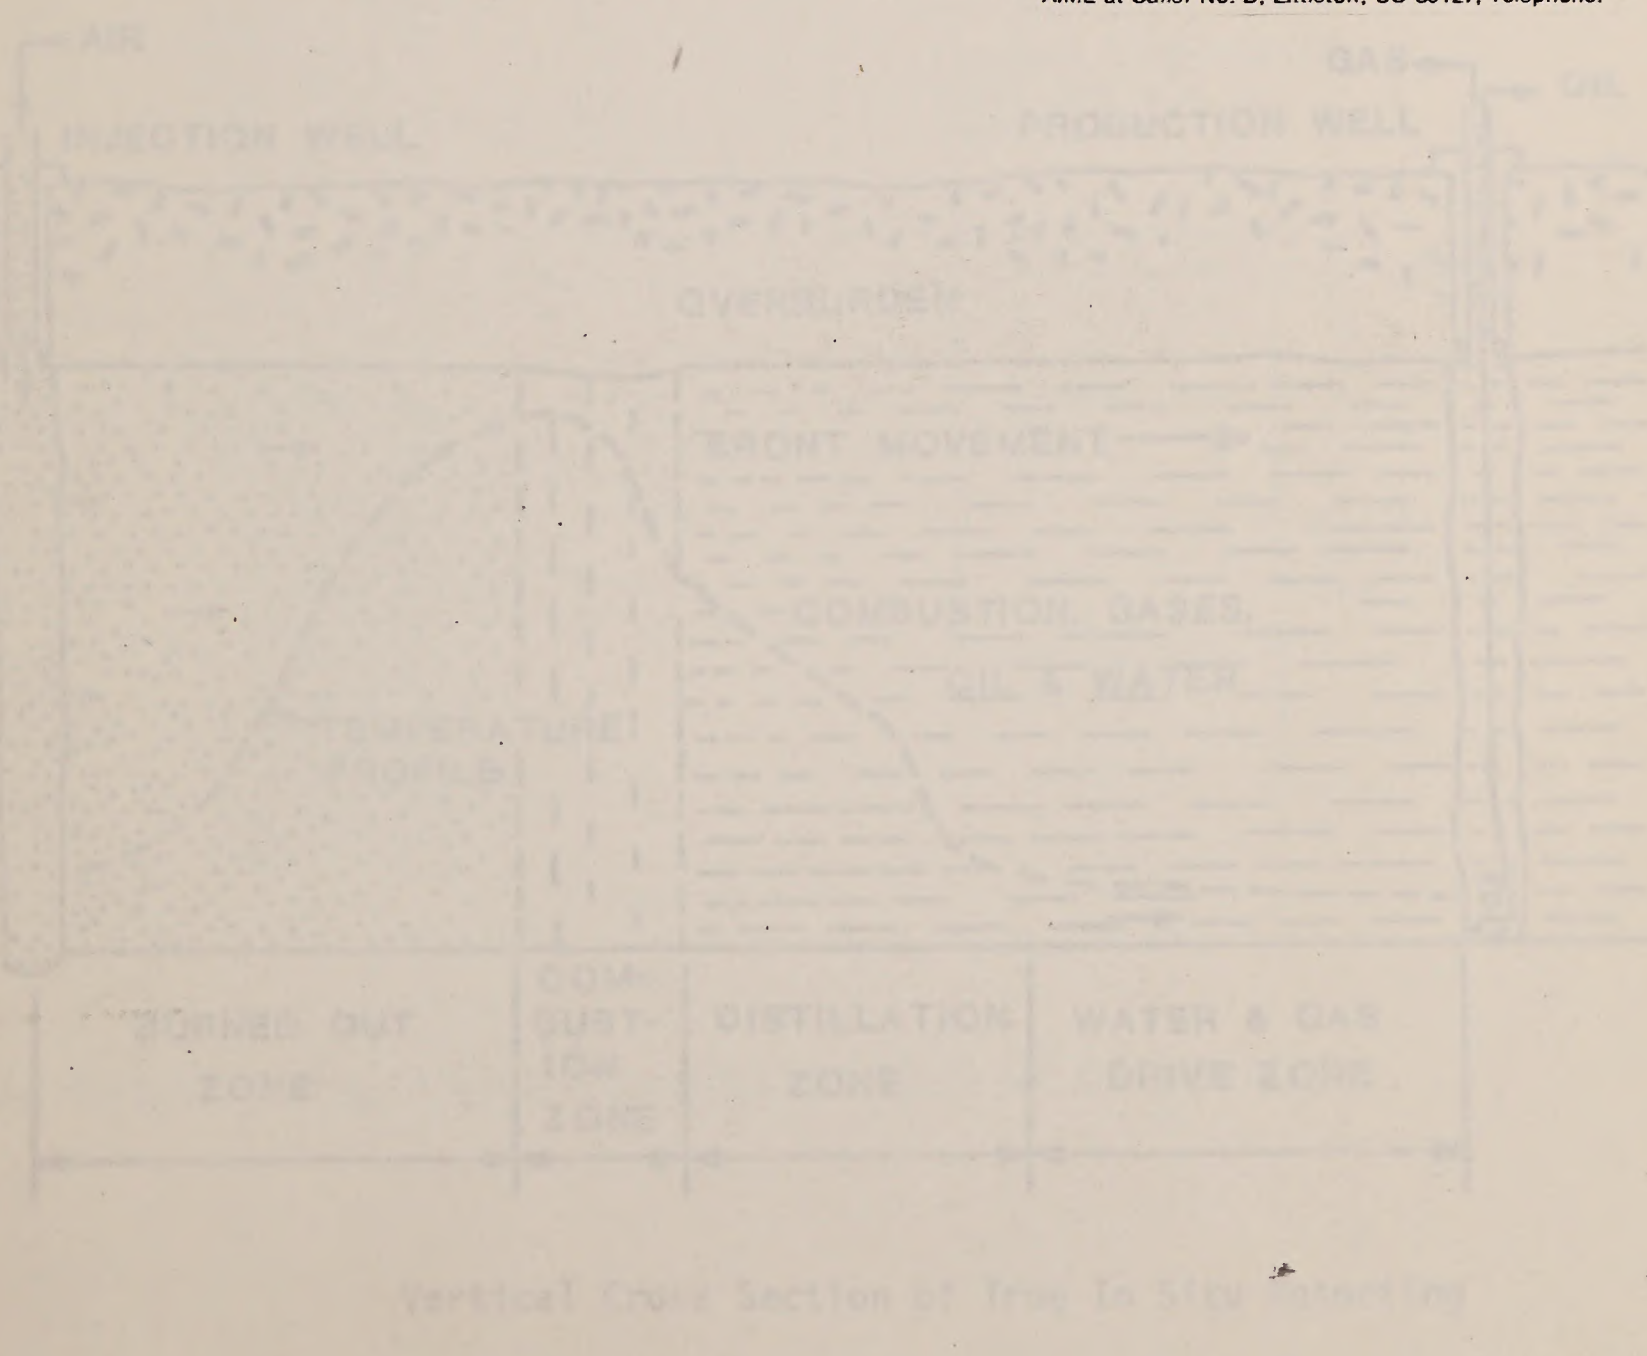 AIR
GAS
OIL
INJECTION WELL
PRODUCTION WELL
OVERBURDEN
FRONT MOVEMENT
COMBUSTION GASES,
OIL & WATER
TEMPERATURE
PROFILE
COM-
BUST-
ION
ZONE
BURNED OUT
ZONE
DISTILLATION
ZONE
WATER & GAS
DRIVE ZONE
Vertical Cross Section of True In Situ